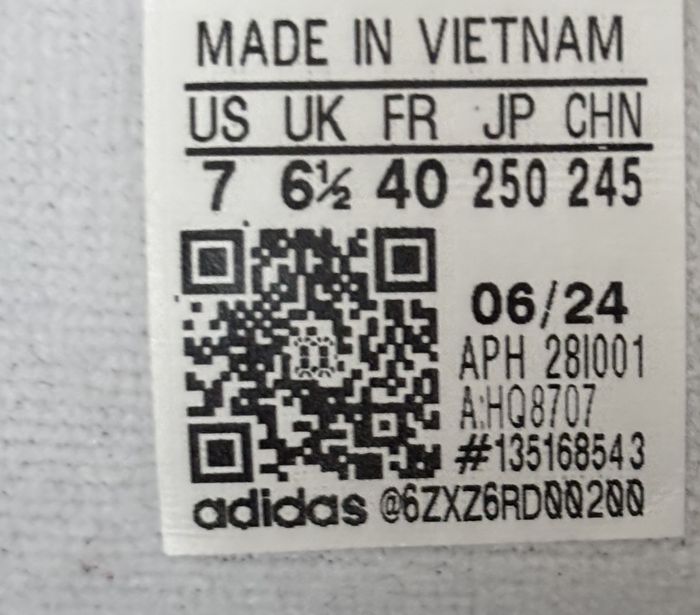 MADE IN VIETNAM
US UK FR JP CHN
7 6½ 40 250 245
06/24
APH 28I001
A:HQ8707
#135168543
adidas @6ZXZ6RD00200